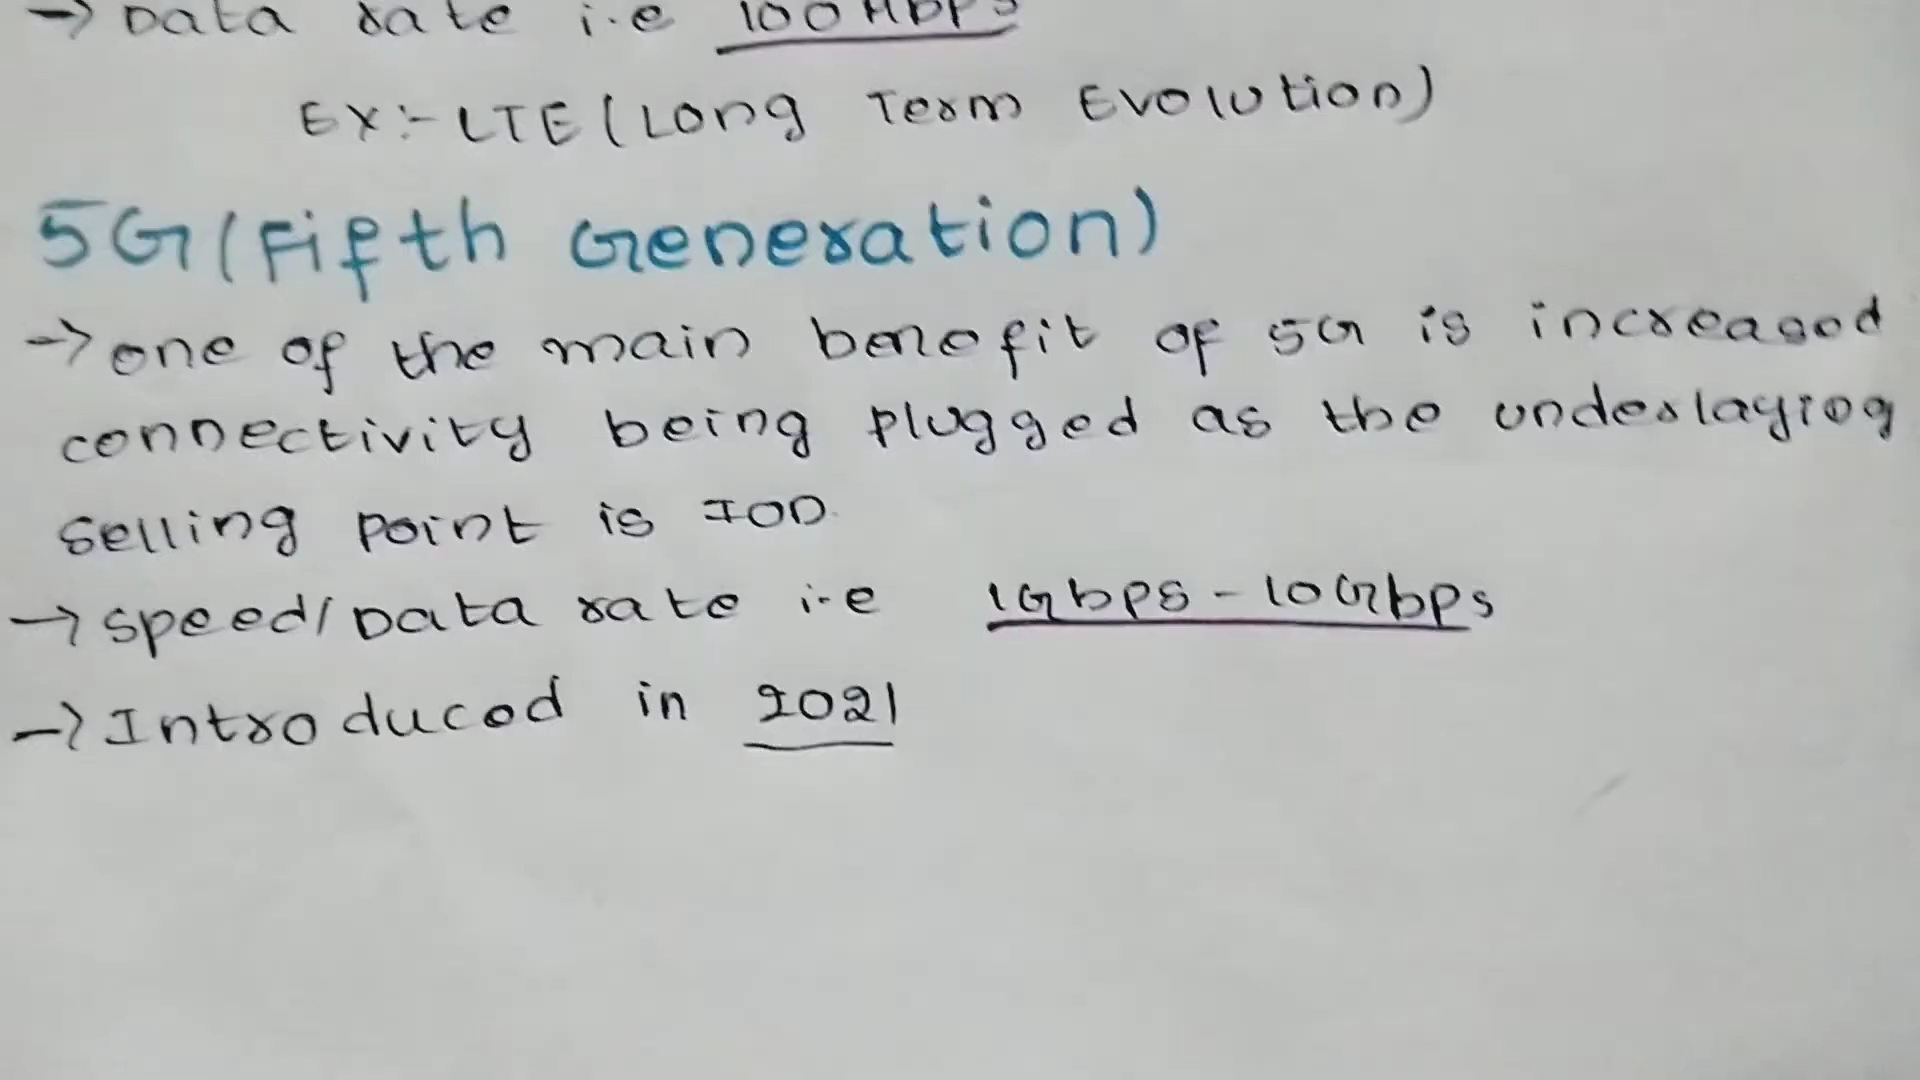 → Data rate i.e 100Mbps
Ex:- LTE (Long Term Evolution)
5G (Fifth Generation)
→ one of the main benefit of 5G is increased
connectivity being plugged as the underlaying
selling point is IOD.
→ Speed/Data rate i-e 1Gbps - 10Gbps
→ Introduced in 2021